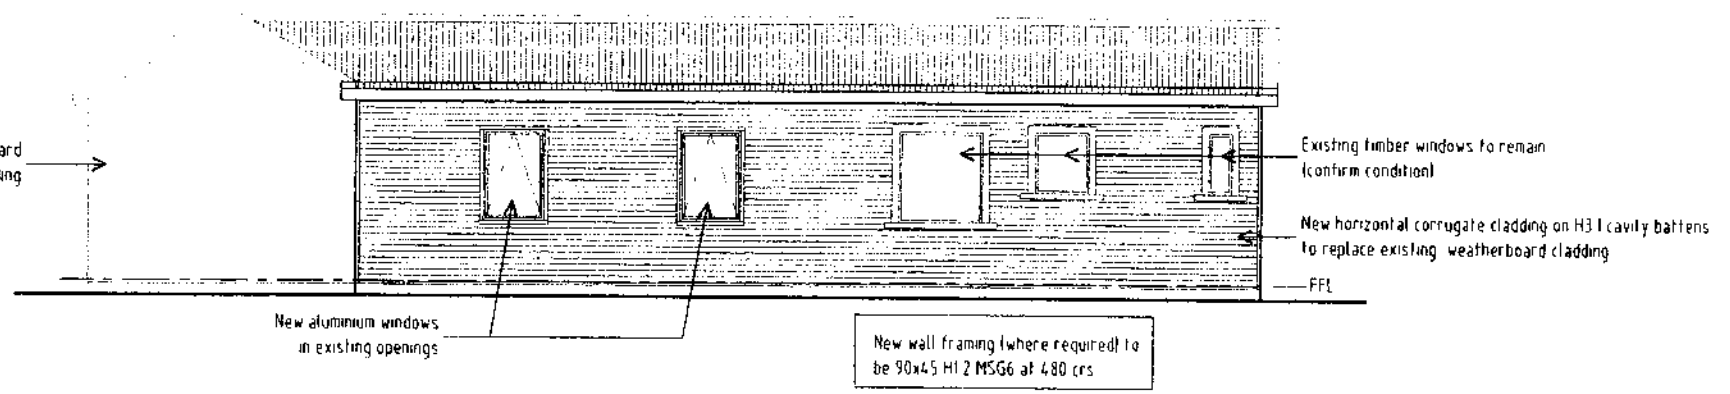 Existing timber windows to remain
(confirm condition)
New horizontal corrugate cladding on H3 1 cavity battens
to replace existing weatherboard cladding
FFL
New aluminium windows
in existing openings
New wall framing (where required) to
be 90x45 H1 2 MSG6 at 480 crs